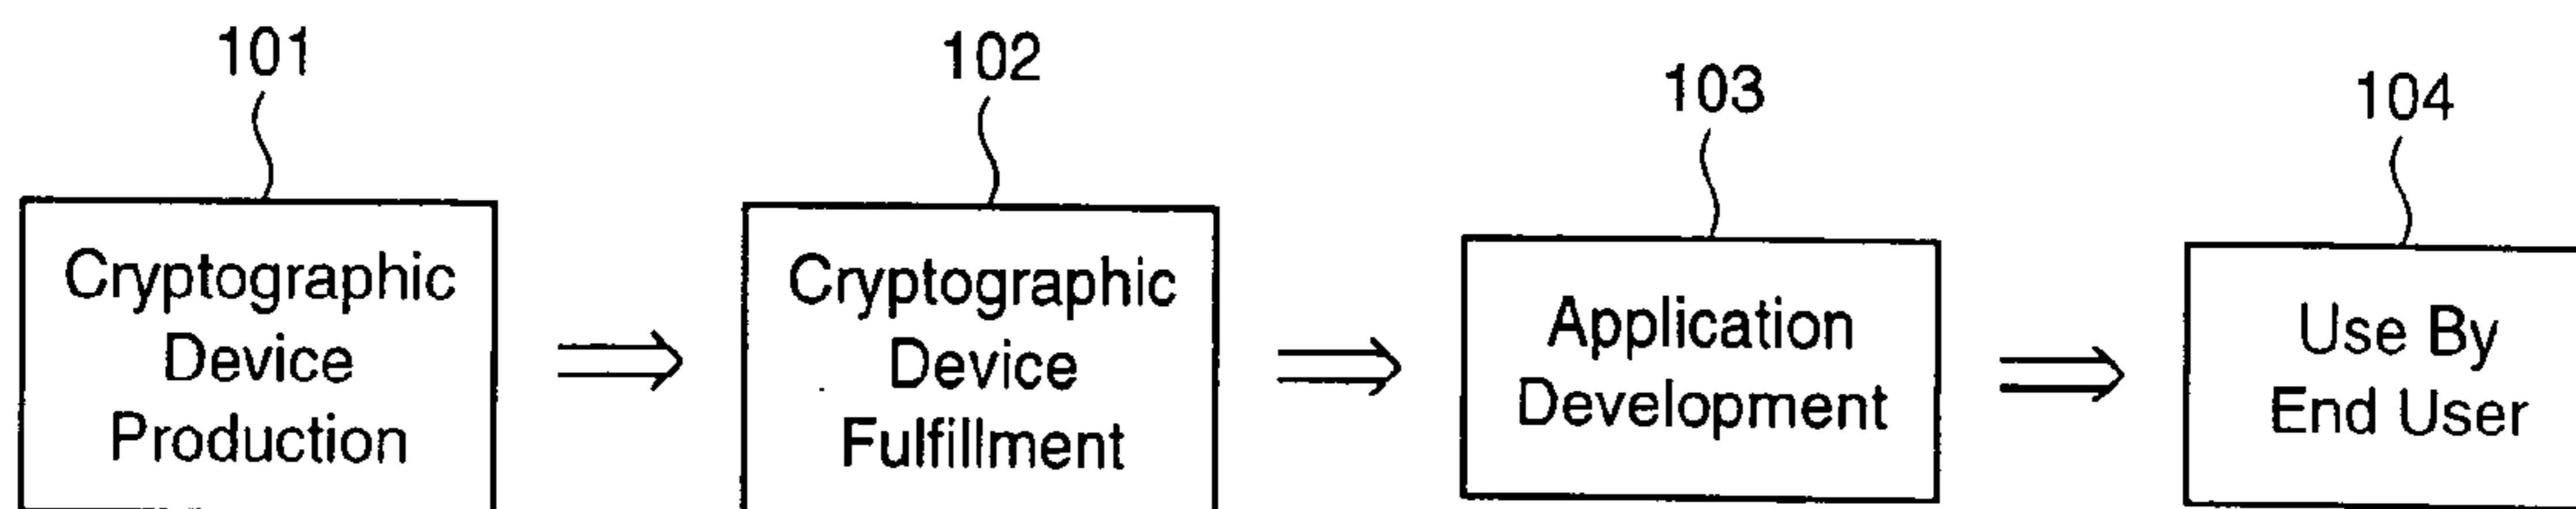 101
102
103
104
Cryptographic
Device
Production
Cryptographic
Device
Fulfillment
Application
Development
Use By
End User